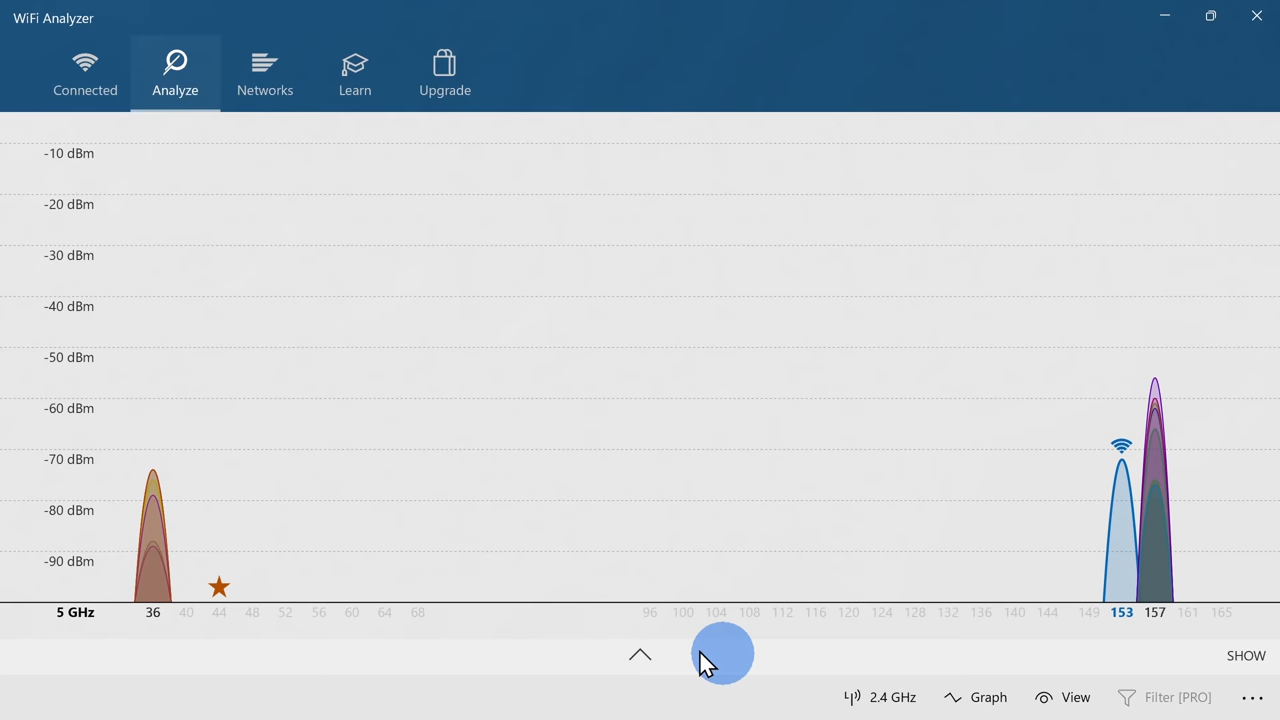 WiFi Analyzer
Connected
Analyze
Networks
Learn
Upgrade
-10 dBm
-20 dBm
-30 dBm
-40 dBm
-50 dBm
-60 dBm
-70 dBm
-80 dBm
-90 dBm
5 GHz 36 40 44 48 52 56 60 64 68 96 100 104 108 112 116 120 124 128 132 136 140 144 149 153 157 161 165
SHOW
2.4 GHz Graph View Filter [PRO]